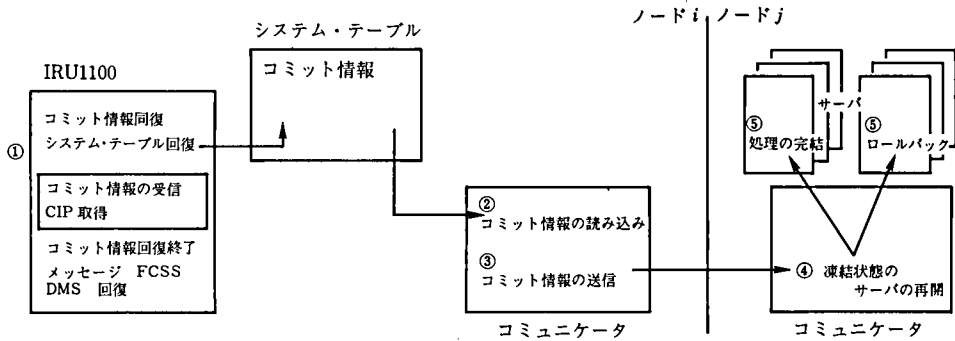 ノード i ノード j
システム・テーブル
コミット情報
IRU1100
コミット情報回復
システム・テーブル回復
①
コミット情報の受信
CIP 取得
コミット情報回復終了
メッセージ FCSS
DMS 回復
②
コミット情報の読み込み
③
コミット情報の送信
コミュニケータ
サーバ
⑤
処理の完結
⑤
ロールバック
④ 凍結状態の
サーバの再開
コミュニケータ